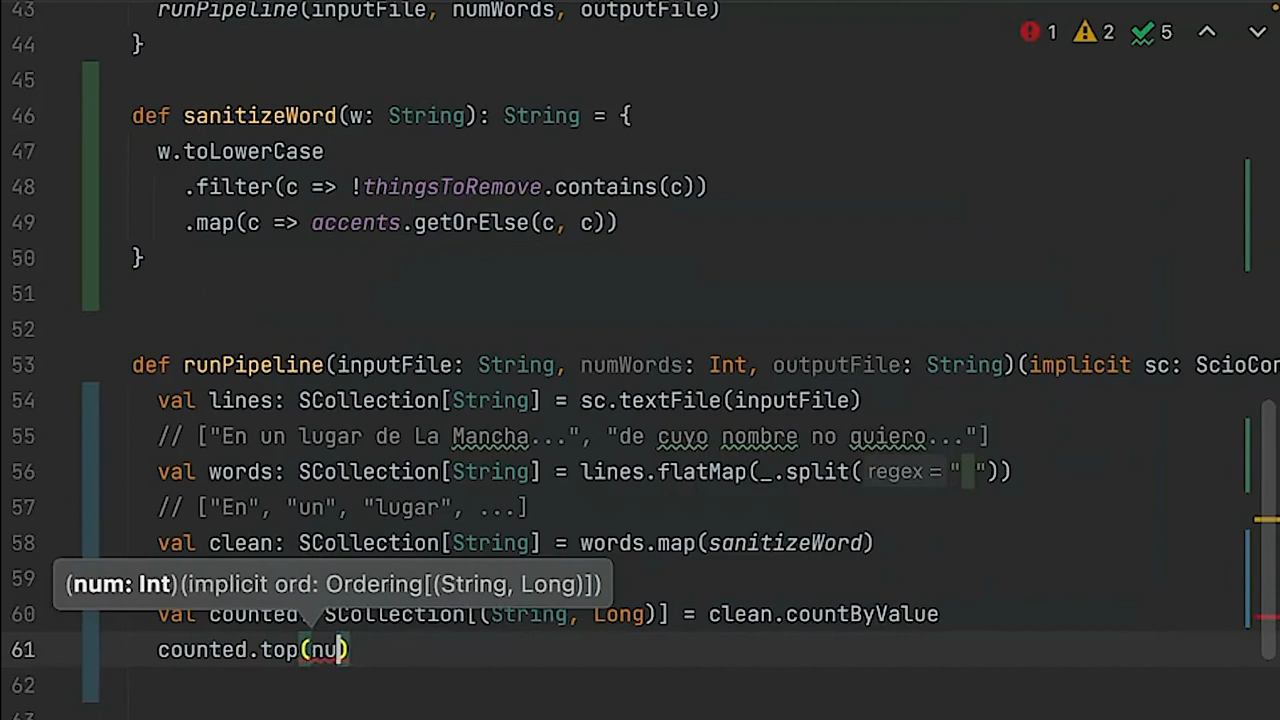 43 runPipeline(inputFile, numWords, outputFile)
1 2 5
44 }
45
46 def sanitizeWord(w: String): String = {
47 w.toLowerCase
48 .filter(c => !thingsToRemove.contains(c))
49 .map(c => accents.getOrElse(c, c))
50 }
51
52
53 def runPipeline(inputFile: String, numWords: Int, outputFile: String)(implicit sc: ScioCon
54 val lines: SCollection[String] = sc.textFile(inputFile)
55 // ["En un lugar de La Mancha...", "de cuyo nombre no quiero..."]
56 val words: SCollection[String] = lines.flatMap(_.split( regex = " "))
57 // ["En", "un", "lugar", ...]
58 val clean: SCollection[String] = words.map(sanitizeWord)
59 (num: Int)(implicit ord: Ordering[(String, Long)])
60 val counted: SCollection[(String, Long)] = clean.countByValue
61 counted.top(nu)
62
63